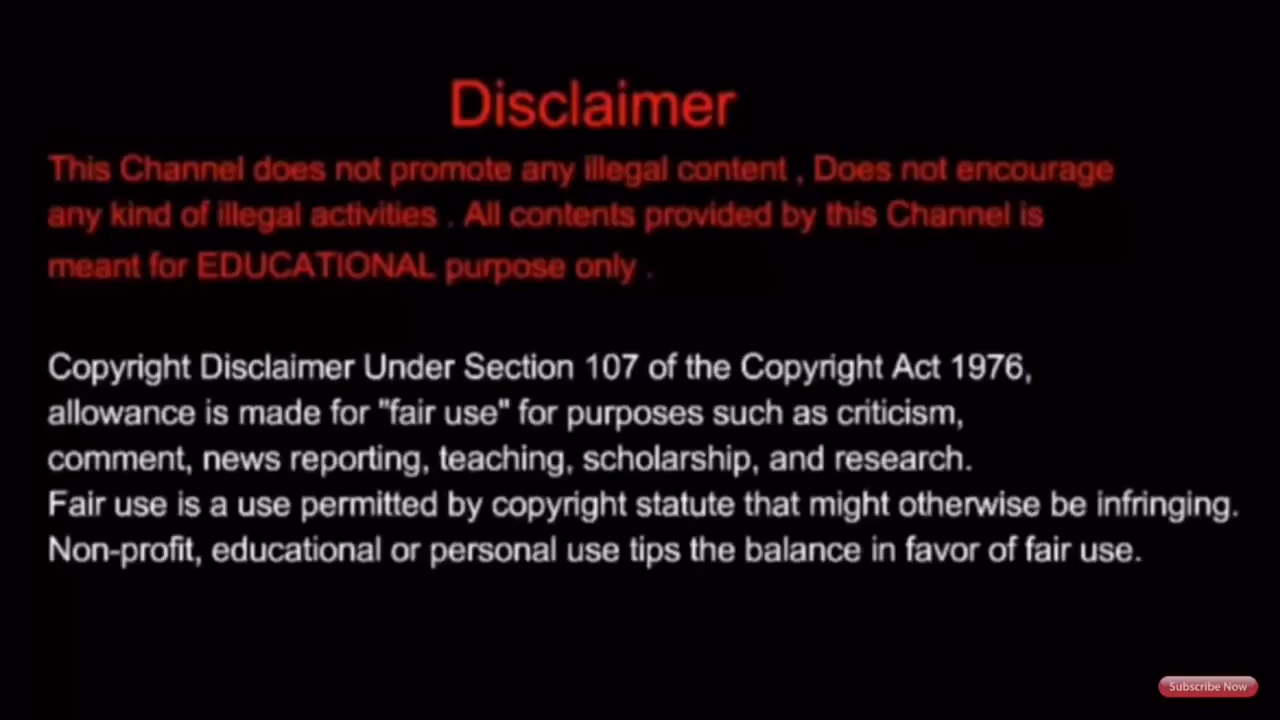 Disclaimer
This Channel does not promote any illegal content , Does not encourage
any kind of illegal activities . All contents provided by this Channel is
meant for EDUCATIONAL purpose only .
Copyright Disclaimer Under Section 107 of the Copyright Act 1976,
allowance is made for "fair use" for purposes such as criticism,
comment, news reporting, teaching, scholarship, and research.
Fair use is a use permitted by copyright statute that might otherwise be infringing.
Non-profit, educational or personal use tips the balance in favor of fair use.
Subscribe Now